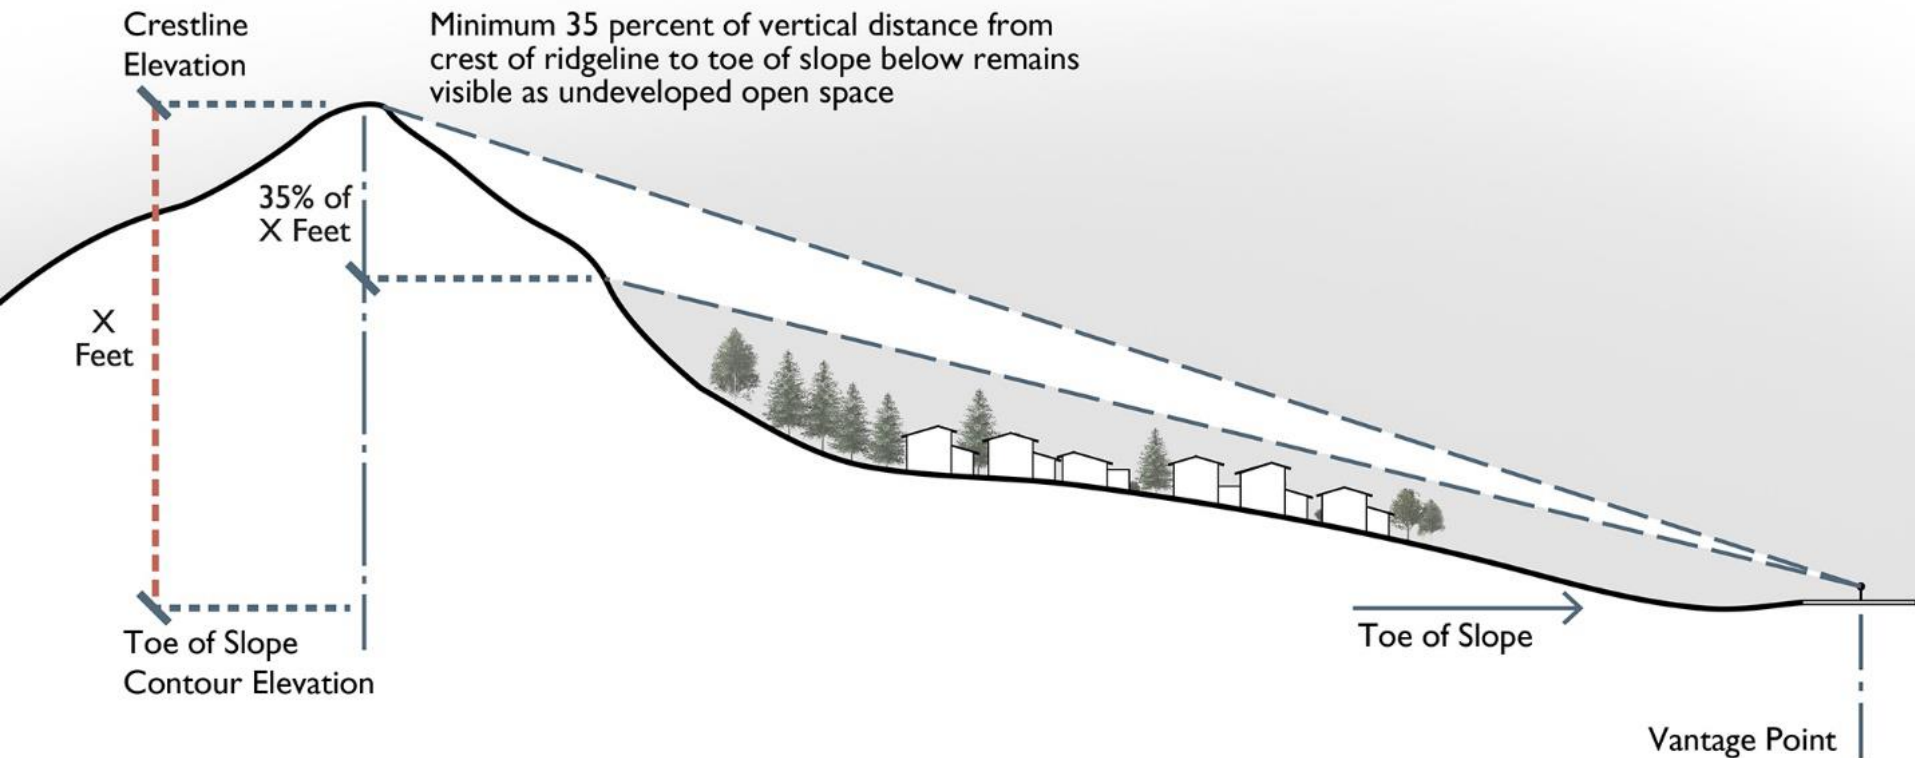 Crestline
Elevation
Minimum 35 percent of vertical distance from
crest of ridgeline to toe of slope below remains
visible as undeveloped open space
35% of
X Feet
X
Feet
Toe of Slope
Contour Elevation
Toe of Slope
Vantage Point